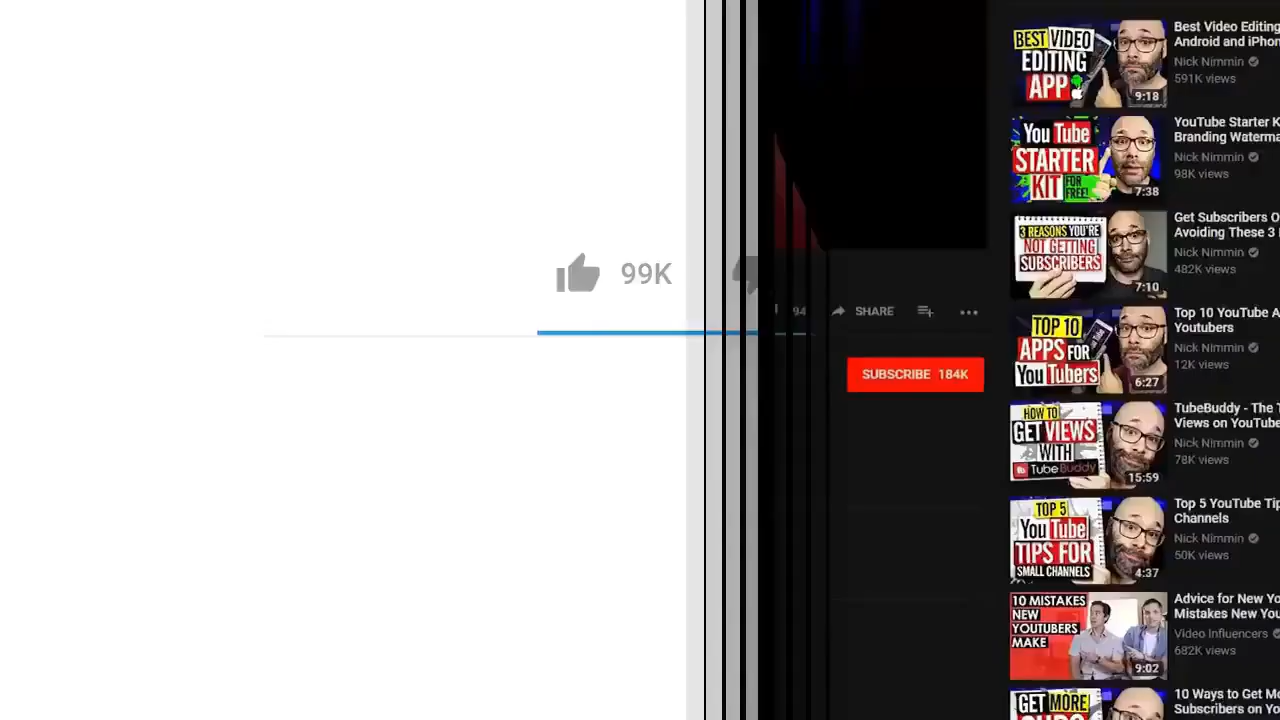 99K
94
SHARE
SUBSCRIBE 184K
BEST VIDEO
EDITING
APP
9:18
Best Video Editing
Android and iPhon
Nick Nimmin
591K views
You Tube
STARTER
KIT FOR
FREE!
7:38
YouTube Starter K
Branding Waterma
Nick Nimmin
98K views
3 REASONS YOU'RE
NOT GETTING
SUBSCRIBERS
7:10
Get Subscribers O
Avoiding These 3
Nick Nimmin
482K views
TOP 10
APPS FOR
You Tubers
6:27
Top 10 YouTube A
Youtubers
Nick Nimmin
12K views
HOW TO
GET VIEWS
WITH
TubeBuddy
15:59
TubeBuddy - The T
Views on YouTube
Nick Nimmin
78K views
TOP 5
You Tube
TIPS FOR
SMALL CHANNELS
4:37
Top 5 YouTube Tip
Channels
Nick Nimmin
50K views
10 MISTAKES
NEW
YOUTUBERS
MAKE
9:02
Advice for New Yo
Mistakes New You
Video Influencers
682K views
GET MORE
10 Ways to Get Mo
Subscribers on Yo